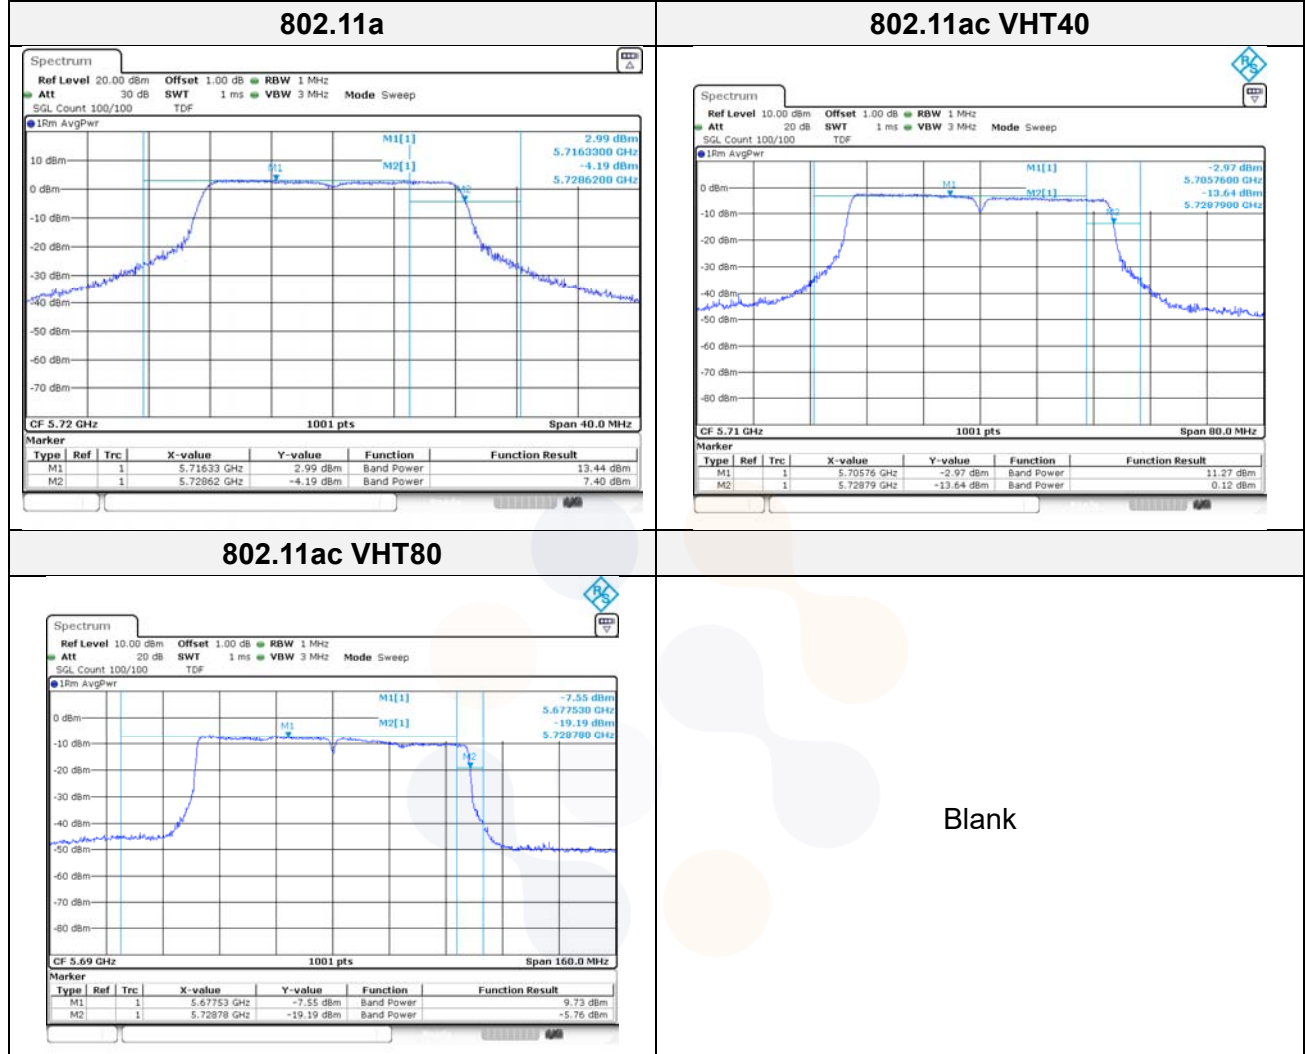 802.11a
802.11ac VHT40
Spectrum
Ref Level 20.00 dBm Offset 1.00 dB RBW 1 MHz
Att 30 dB SWT 1 ms VBW 3 MHz Mode Sweep
SGL Count 100/100 TDF
1Rm AvgPwr
M1[1] 2.99 dBm
5.7163300 GHz
M2[1] -4.19 dBm
5.7286200 GHz
M1
M2
10 dBm
0 dBm
-10 dBm
-20 dBm
-30 dBm
-40 dBm
-50 dBm
-60 dBm
-70 dBm
CF 5.72 GHz 1001 pts Span 40.0 MHz
Marker
Type Ref Trc X-value Y-value Function Function Result
M1 1 5.71633 GHz 2.99 dBm Band Power 13.44 dBm
M2 1 5.72862 GHz -4.19 dBm Band Power 7.40 dBm
R&S
Spectrum
Ref Level 10.00 dBm Offset 1.00 dB RBW 1 MHz
Att 20 dB SWT 1 ms VBW 3 MHz Mode Sweep
SGL Count 100/100 TDF
1Rm AvgPwr
M1[1] -2.97 dBm
5.7057600 GHz
M2[1] -13.64 dBm
5.7287900 GHz
M1
M2
0 dBm
-10 dBm
-20 dBm
-30 dBm
-40 dBm
-50 dBm
-60 dBm
-70 dBm
-80 dBm
CF 5.71 GHz 1001 pts Span 80.0 MHz
Marker
Type Ref Trc X-value Y-value Function Function Result
M1 1 5.70576 GHz -2.97 dBm Band Power 11.27 dBm
M2 1 5.72879 GHz -13.64 dBm Band Power 0.12 dBm
802.11ac VHT80
R&S
Spectrum
Ref Level 10.00 dBm Offset 1.00 dB RBW 1 MHz
Att 20 dB SWT 1 ms VBW 3 MHz Mode Sweep
SGL Count 100/100 TDF
1Rm AvgPwr
M1[1] -7.55 dBm
5.677530 GHz
M2[1] -19.19 dBm
5.728780 GHz
M1
M2
0 dBm
-10 dBm
-20 dBm
-30 dBm
-40 dBm
-50 dBm
-60 dBm
-70 dBm
-80 dBm
CF 5.69 GHz 1001 pts Span 160.0 MHz
Marker
Type Ref Trc X-value Y-value Function Function Result
M1 1 5.67753 GHz -7.55 dBm Band Power 9.73 dBm
M2 1 5.72878 GHz -19.19 dBm Band Power -5.76 dBm
Blank